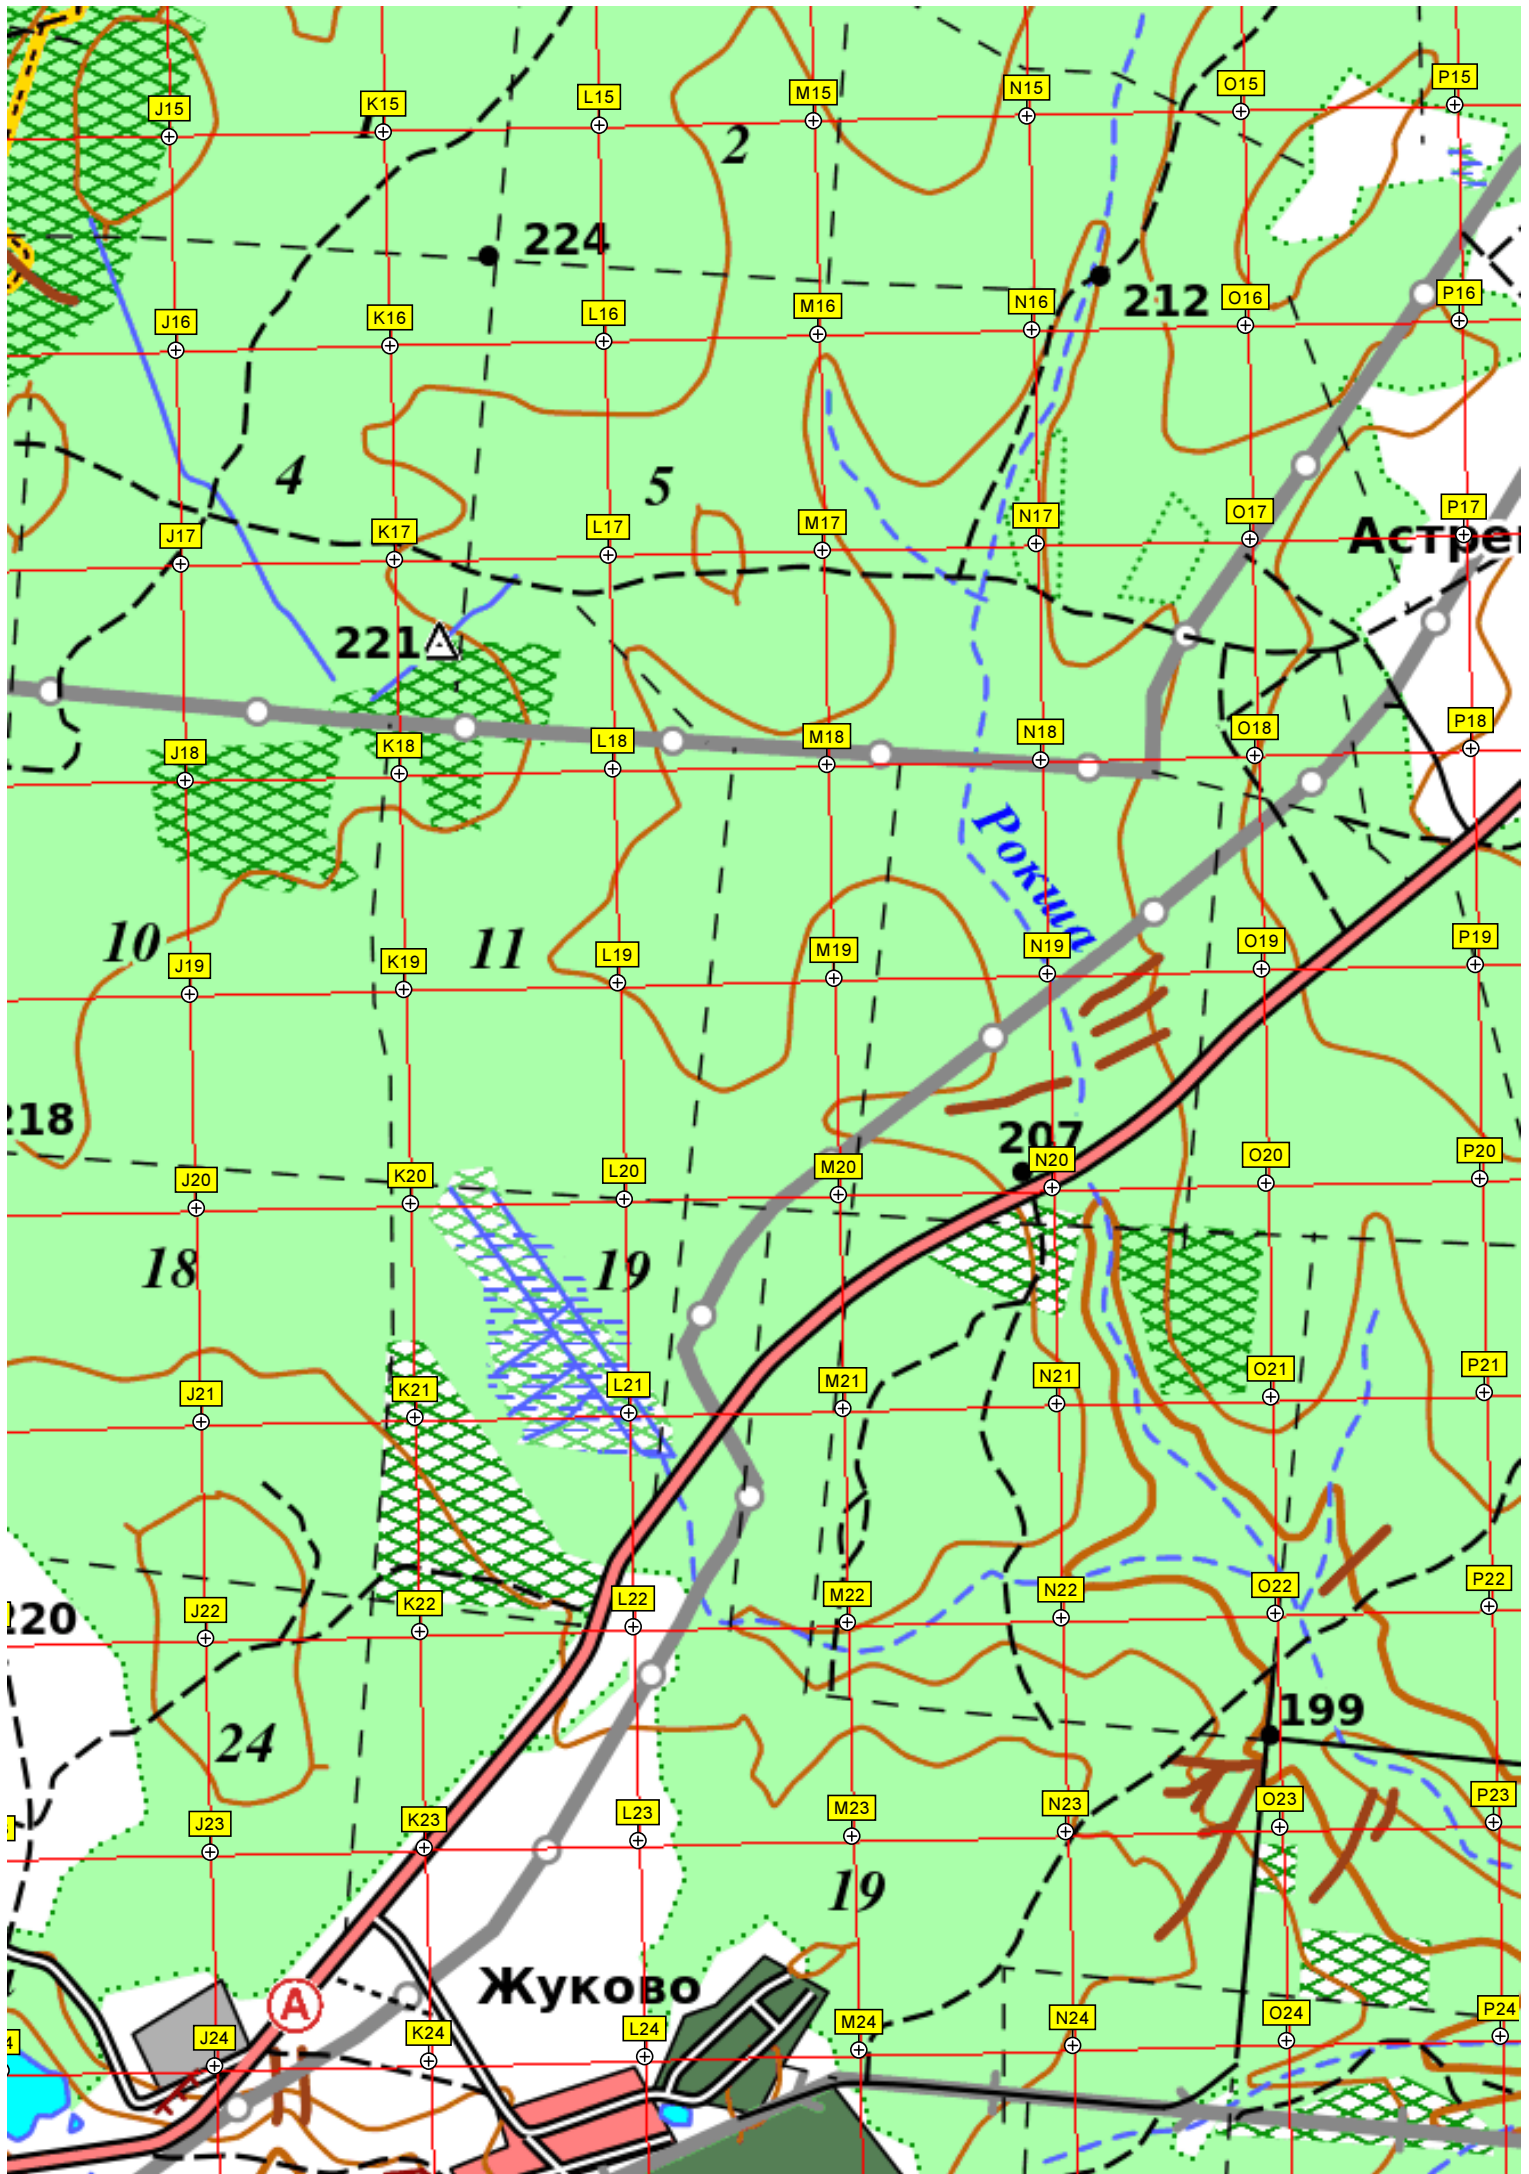 J15 K15 L15 M15 N15 O15 P15
2
224
212
J16 K16 L16 M16 N16 O16 P16
4 5
J17 K17 L17 M17 N17 O17 P17
221
J18 K18 L18 M18 N18 O18 P18
Рокша
10 11
J19 K19 L19 M19 N19 O19 P19
218
207
J20 K20 L20 M20 N20 O20 P20
18 19
J21 K21 L21 M21 N21 O21 P21
J22 K22 L22 M22 N22 O22 P22
199
24
J23 K23 L23 M23 N23 O23 P23
19
Жуково
A
J24 K24 L24 M24 N24 O24 P24